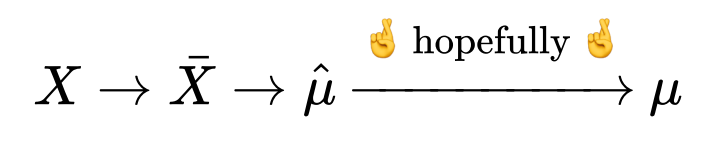 🤞 hopefully 🤞
X → X̄ → μ̂ ⟶ μ